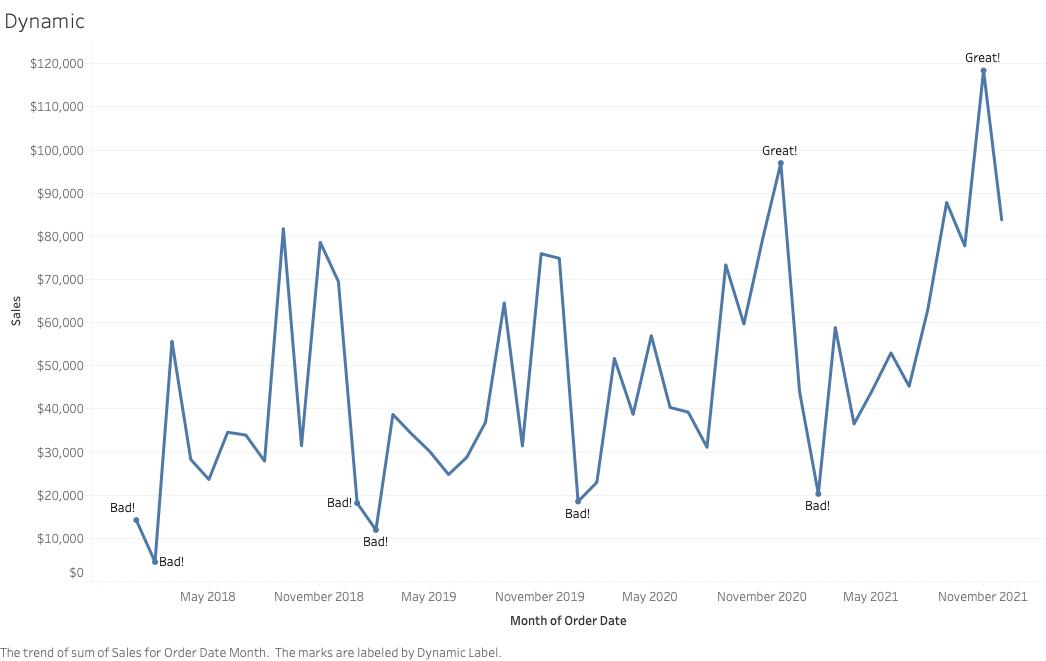 Dynamic
$120,000
$110,000
$100,000
$90,000
$80,000
$70,000
$60,000
$50,000
$40,000
$30,000
$20,000
$10,000
$0
Sales
Great!
Great!
Bad!
Bad!
Bad!
Bad!
Bad!
Bad!
May 2018
November 2018
May 2019
November 2019
May 2020
November 2020
May 2021
November 2021
Month of Order Date
The trend of sum of Sales for Order Date Month.  The marks are labeled by Dynamic Label.